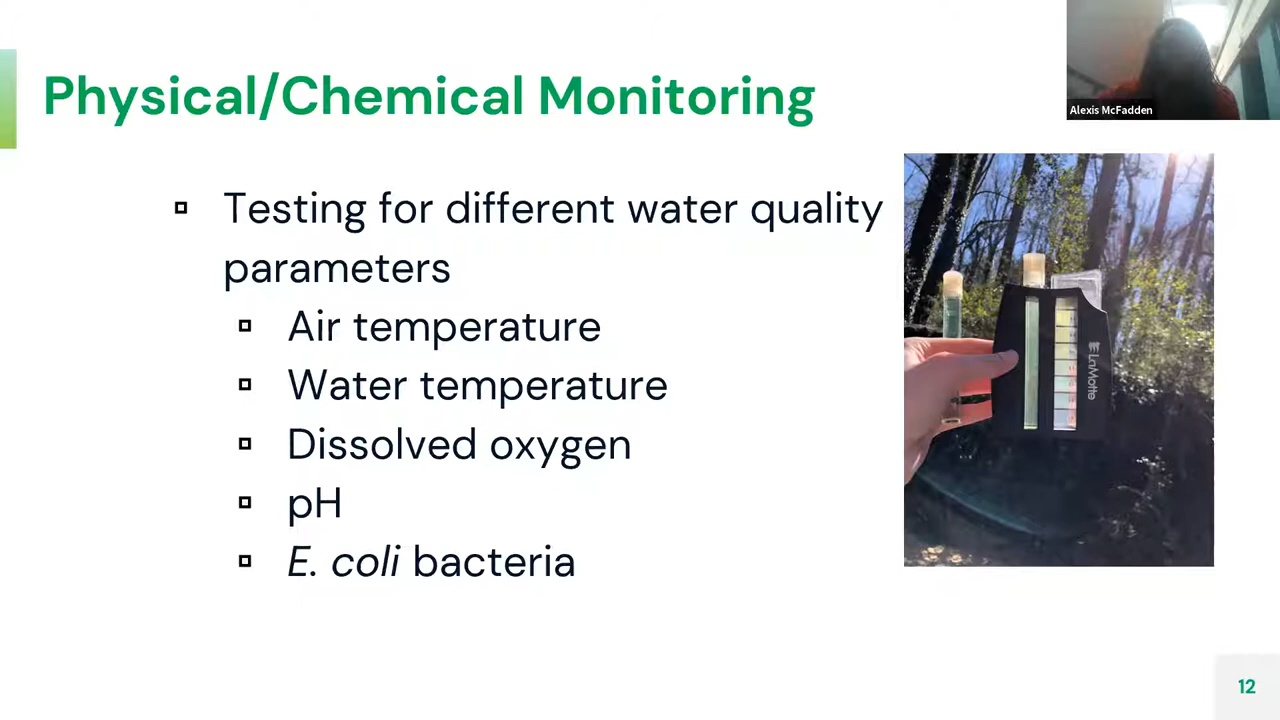 Physical/Chemical Monitoring
Alexis McFadden
Testing for different water quality
parameters
Air temperature
Water temperature
Dissolved oxygen
pH
E. coli bacteria
LaMotte
12